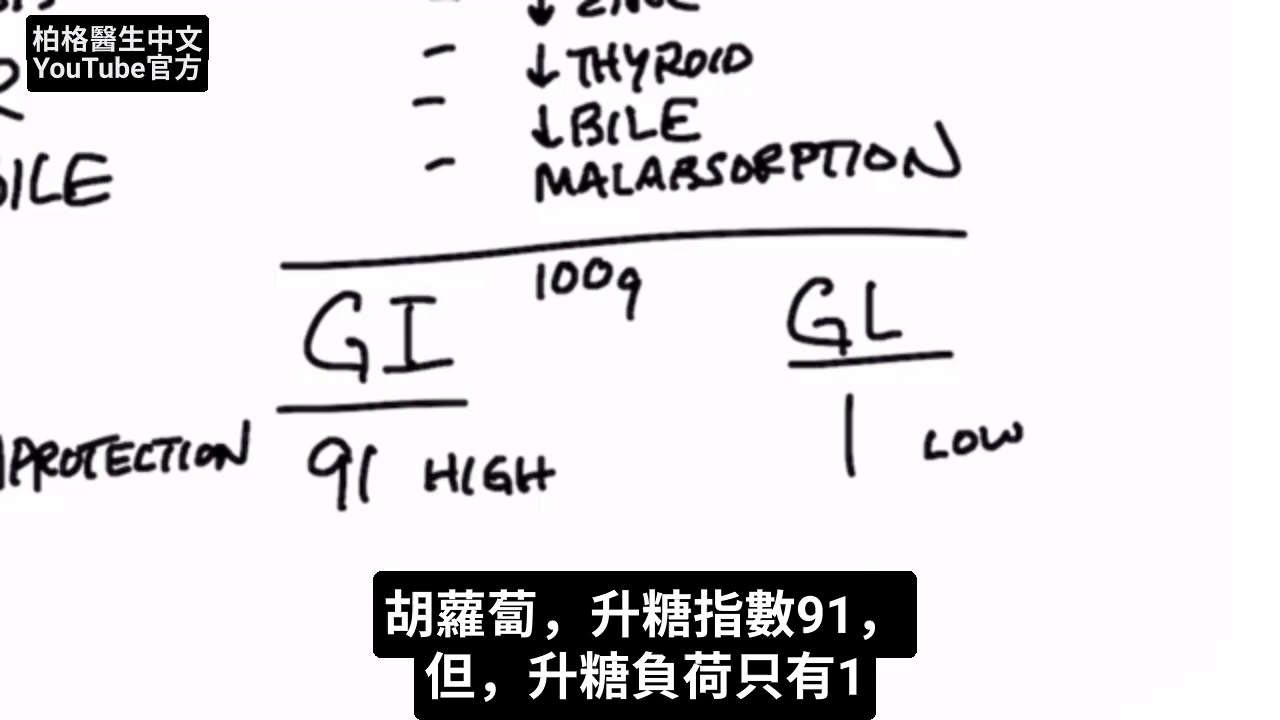 柏格醫生中文
YouTube官方
↓THYROID
↓BILE
MALABSORPTION
100g
GI
GL
PROTECTION
91 HIGH
1 LOW
胡蘿蔔，升糖指數91，
但，升糖負荷只有1